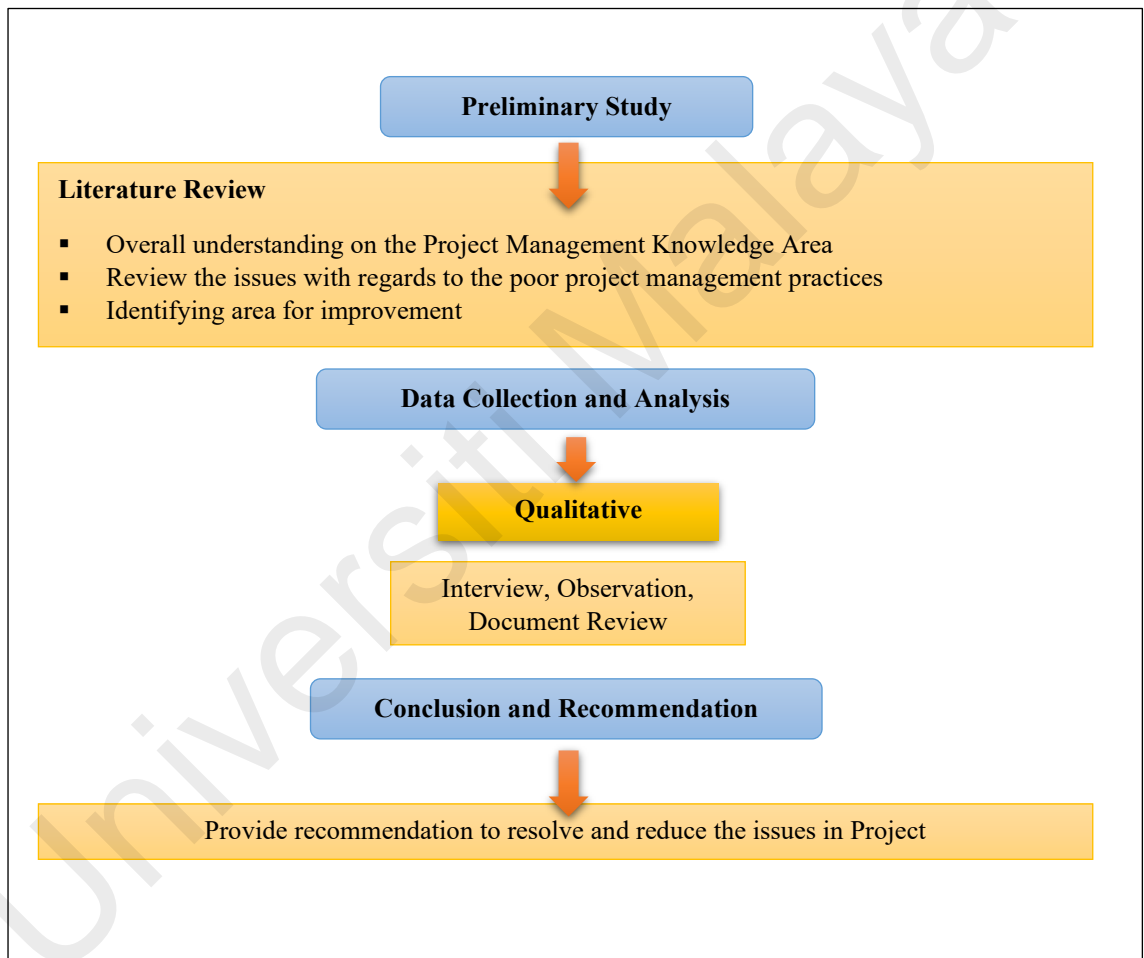 Preliminary Study
Literature Review
▪ Overall understanding on the Project Management Knowledge Area
▪ Review the issues with regards to the poor project management practices
▪ Identifying area for improvement
Data Collection and Analysis
Qualitative
Interview, Observation,
Document Review
Conclusion and Recommendation
Provide recommendation to resolve and reduce the issues in Project
Universiti Malaya